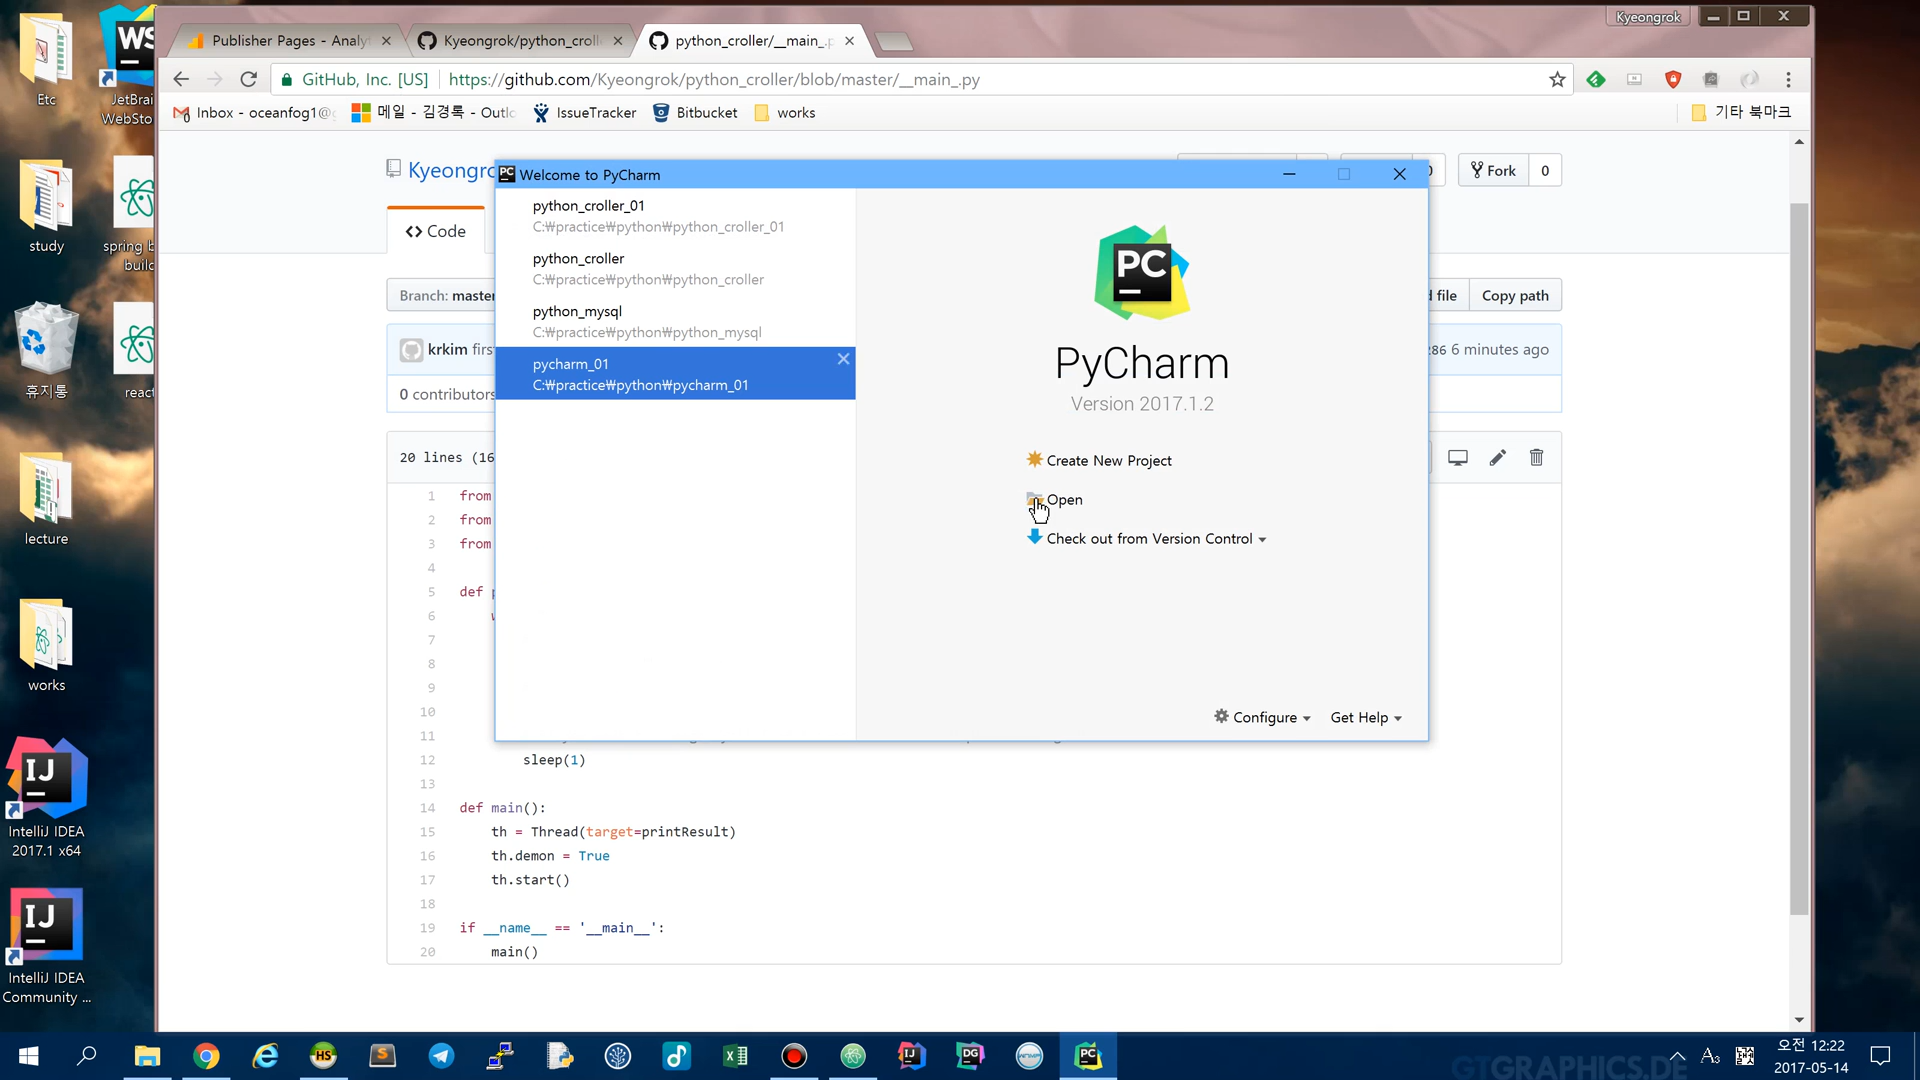 Etc
study
휴지통
lecture
works
IntelliJ IDEA
2017.1 x64
IntelliJ IDEA
Community ...
WS
JetBrai
WebSto
spring b
build
react
Kyeongrok
Publisher Pages - Analy
Kyeongrok/python_croll
python_croller/__main_.p
GitHub, Inc. [US]
https://github.com/Kyeongrok/python_croller/blob/master/__main_.py
Inbox - oceanfog1@
메일 - 김경록 - Outlo
IssueTracker
Bitbucket
works
기타 북마크
Kyeongro
Fork
0
Code
Branch: master
file
Copy path
krkim firs
286 6 minutes ago
0 contributors
20 lines (16
1 from
2 from
3 from
4
5 def p
6
7
8
9
10
11
12 sleep(1)
13
14 def main():
15 th = Thread(target=printResult)
16 th.demon = True
17 th.start()
18
19 if __name__ == '__main__':
20 main()
PC Welcome to PyCharm
python_croller_01
C:₩practice₩python₩python_croller_01
python_croller
C:₩practice₩python₩python_croller
python_mysql
C:₩practice₩python₩python_mysql
pycharm_01
C:₩practice₩python₩pycharm_01
PC
PyCharm
Version 2017.1.2
Create New Project
Open
Check out from Version Control
Configure
Get Help
GTGRAPHICS.DE
오전 12:22
2017-05-14